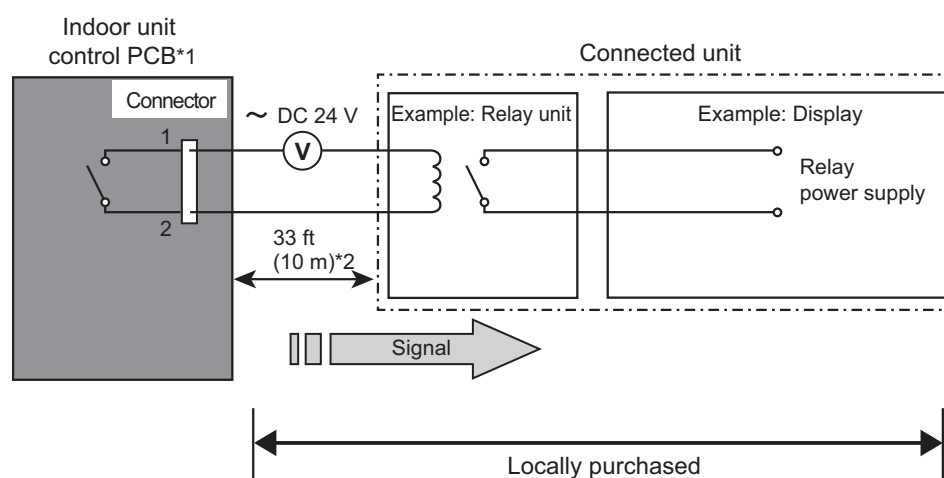 Indoor unit
control PCB*1
Connected unit
Connector
~ DC 24 V
Example: Relay unit
Example: Display
1
V
Relay
power supply
2
33 ft
(10 m)*2
Signal
Locally purchased